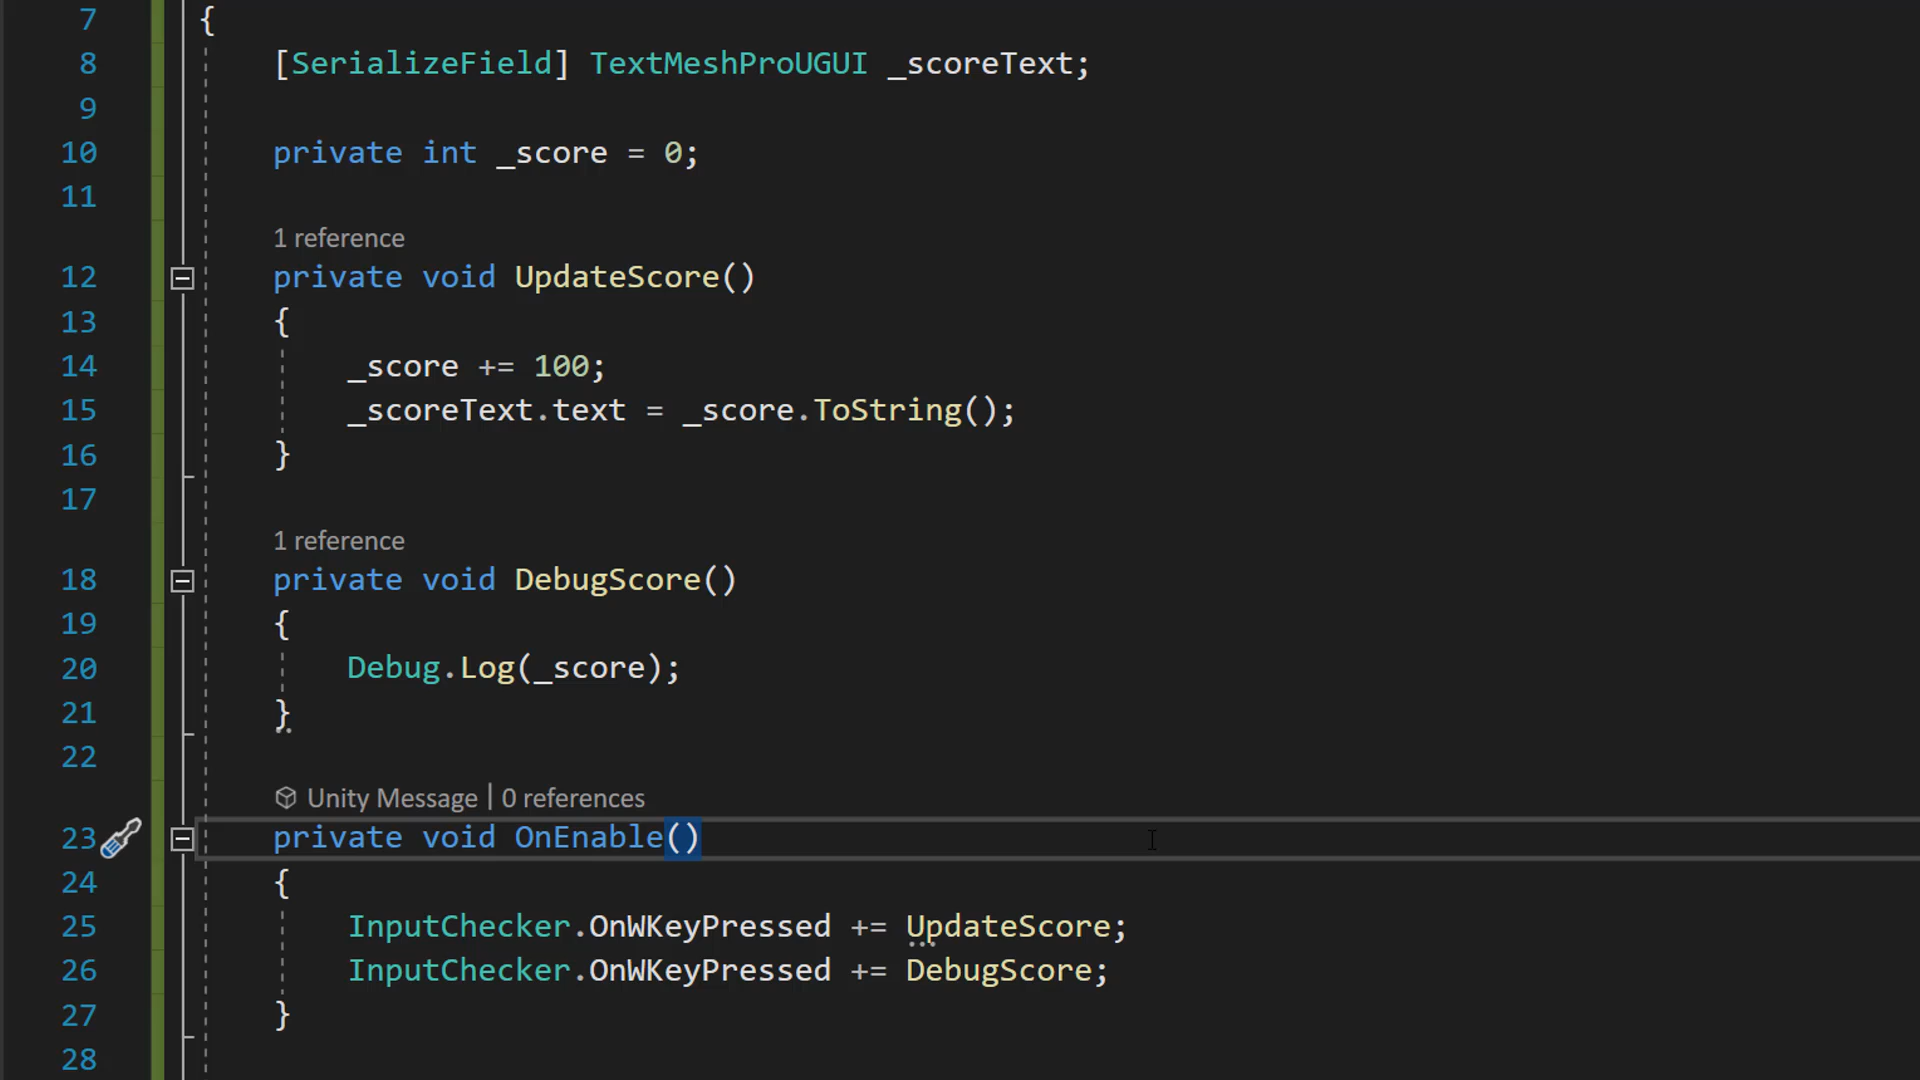 7 {
8 [SerializeField] TextMeshProUGUI _scoreText;
9
10 private int _score = 0;
11
1 reference
12 private void UpdateScore()
13 {
14 _score += 100;
15 _scoreText.text = _score.ToString();
16 }
17
1 reference
18 private void DebugScore()
19 {
20 Debug.Log(_score);
21 }
22
Unity Message | 0 references
23 private void OnEnable()
24 {
25 InputChecker.OnWKeyPressed += UpdateScore;
26 InputChecker.OnWKeyPressed += DebugScore;
27 }
28